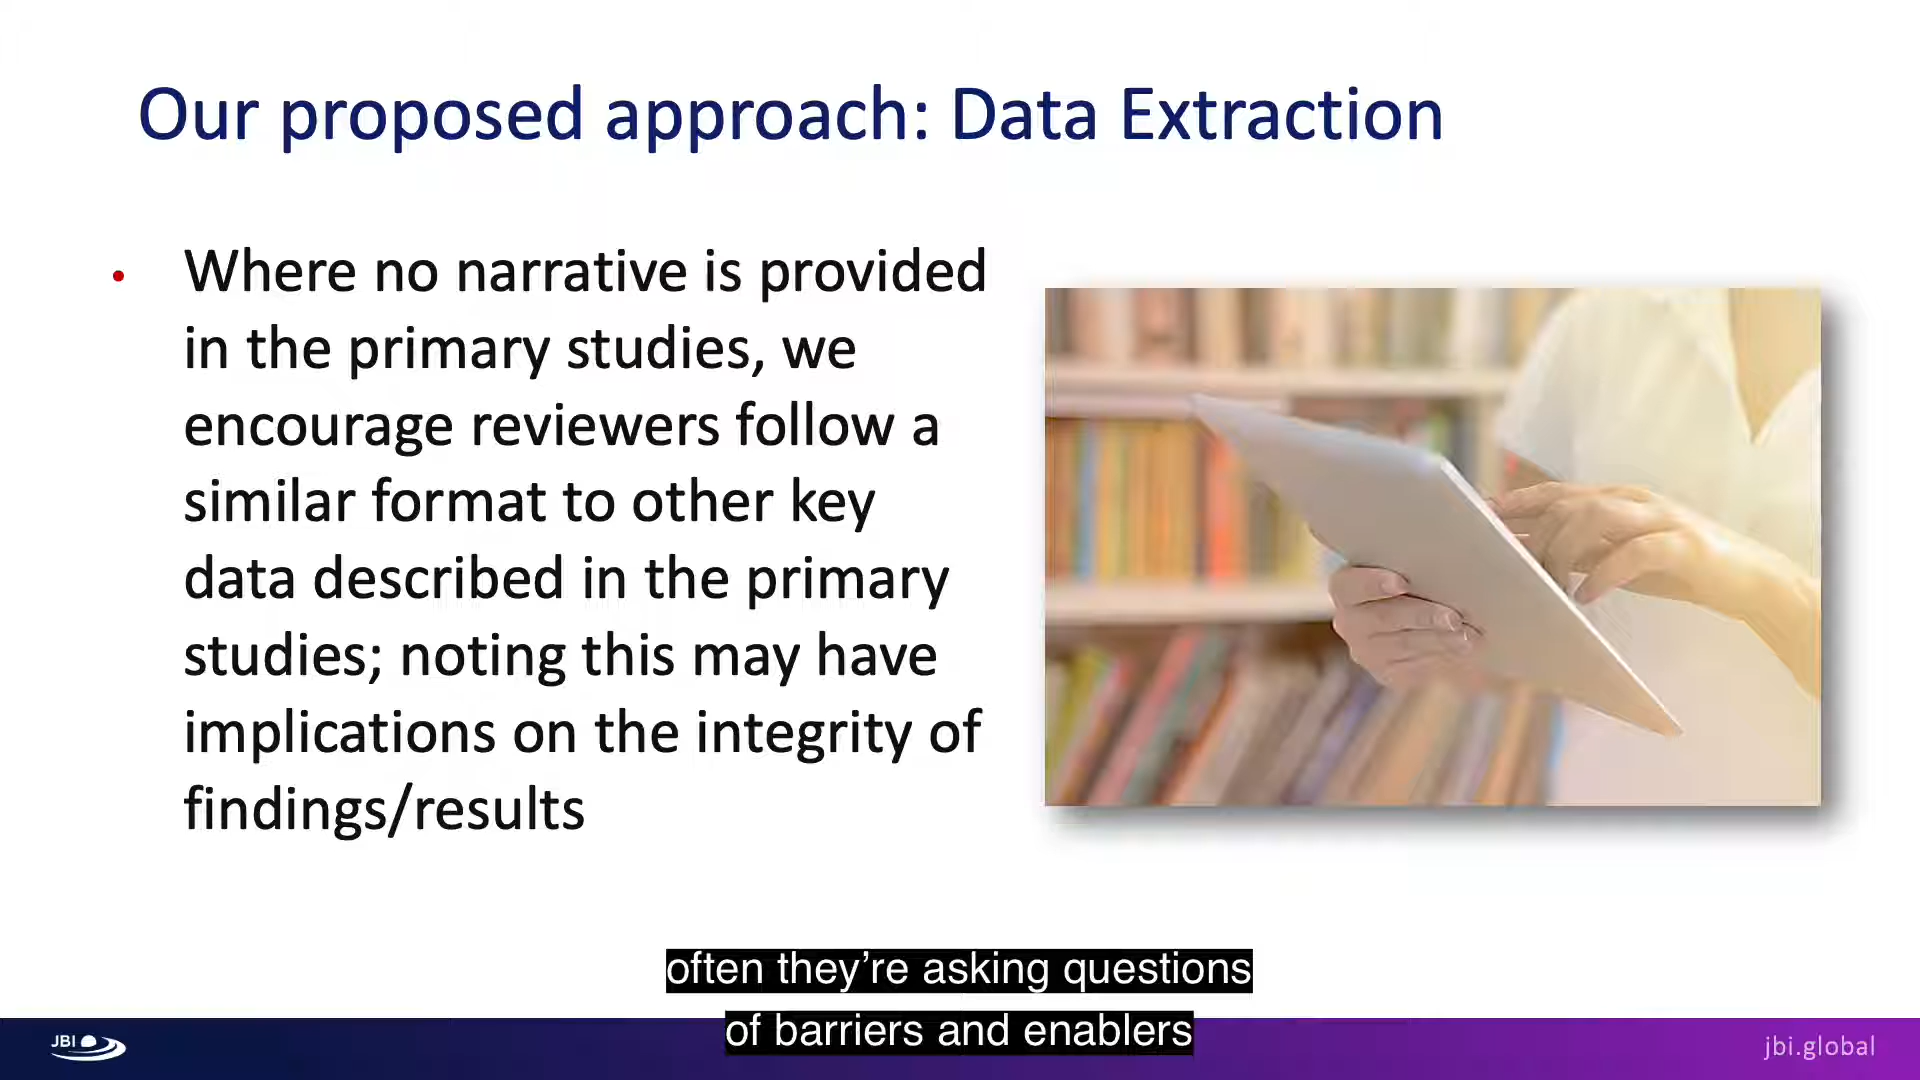 Our proposed approach: Data Extraction
• Where no narrative is provided
in the primary studies, we
encourage reviewers follow a
similar format to other key
data described in the primary
studies; noting this may have
implications on the integrity of
findings/results
often they're asking questions
of barriers and enablers
JBI
jbi.global